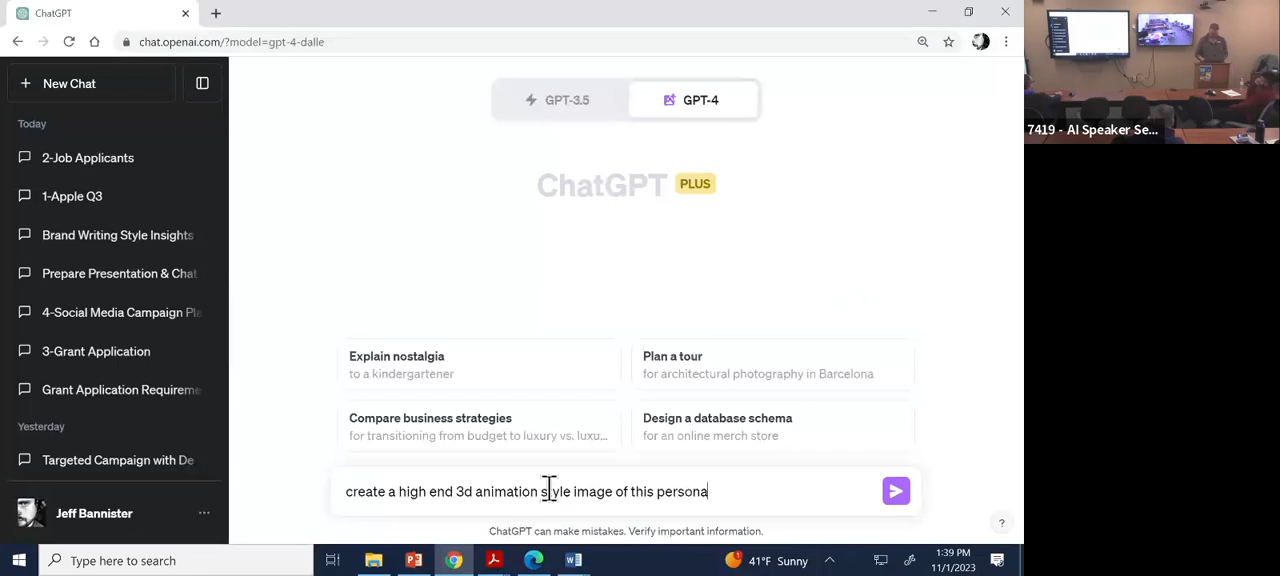 ChatGPT
chat.openai.com/?model=gpt-4-dalle
New Chat
Today
2-Job Applicants
1-Apple Q3
Brand Writing Style Insights
Prepare Presentation & Chat
4-Social Media Campaign Pla
3-Grant Application
Grant Application Requireme
Yesterday
Targeted Campaign with De
Jeff Bannister
GPT-3.5
GPT-4
ChatGPT PLUS
Explain nostalgia
to a kindergartener
Plan a tour
for architectural photography in Barcelona
Compare business strategies
for transitioning from budget to luxury vs. luxu...
Design a database schema
for an online merch store
create a high end 3d animation style image of this persona
ChatGPT can make mistakes. Verify important information.
?
Type here to search
41°F Sunny
1:39 PM
11/1/2023
7419 - AI Speaker Se...